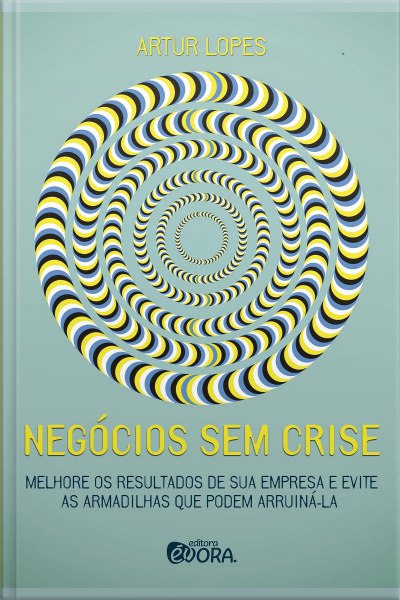 ARTUR LOPES
NEGÓCIOS SEM CRISE
MELHORE OS RESULTADOS DE SUA EMPRESA E EVITE
AS ARMADILHAS QUE PODEM ARRUINÁ-LA
editora
ÉVORA.